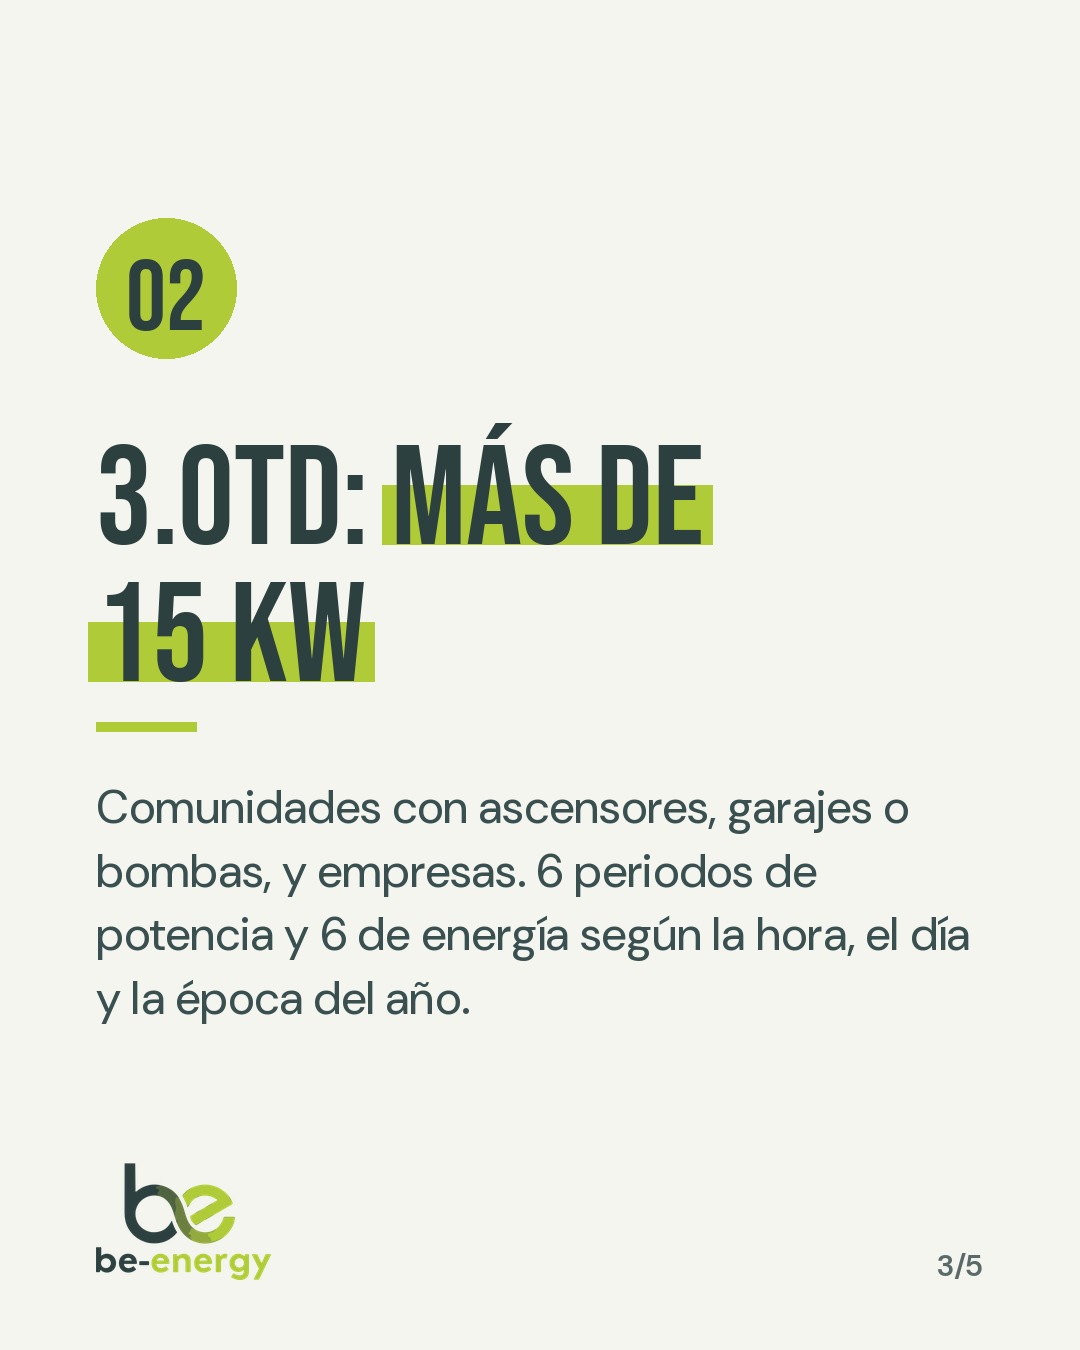 02
3.0TD: MÁS DE
15 KW
Comunidades con ascensores, garajes o
bombas, y empresas. 6 periodos de
potencia y 6 de energía según la hora, el día
y la época del año.
be
be-energy
3/5